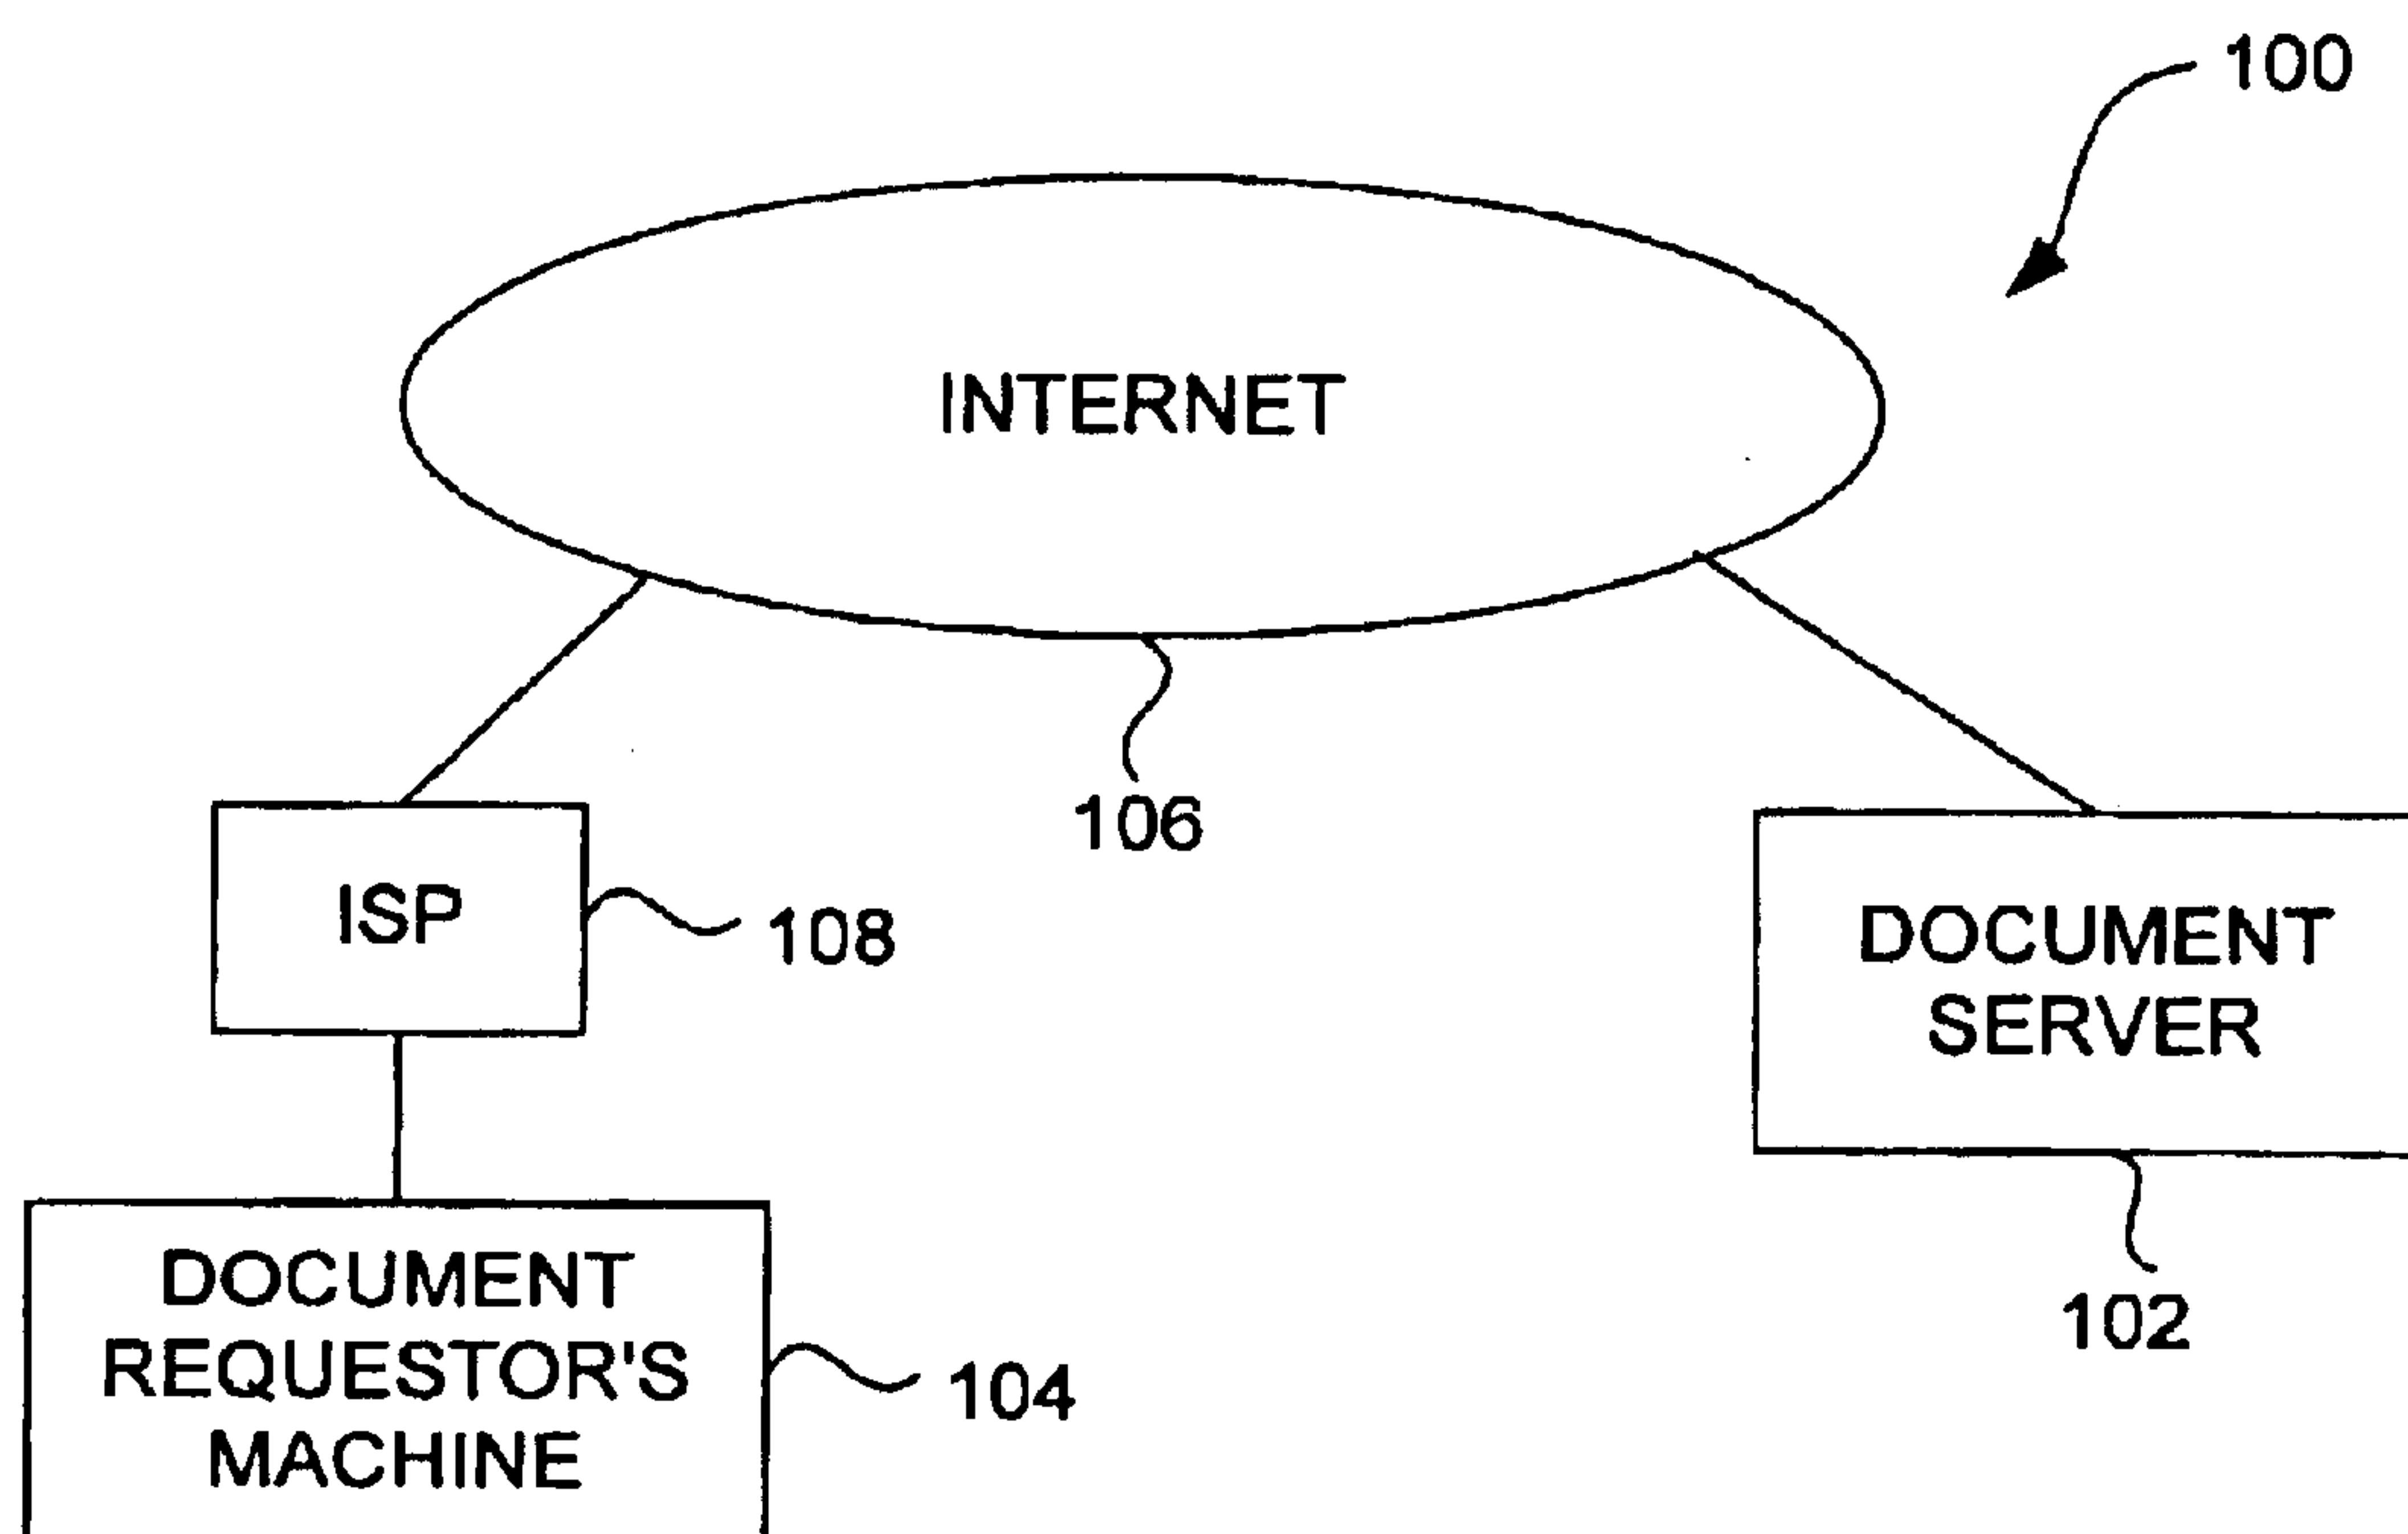 100
INTERNET
106
ISP
108
DOCUMENT
SERVER
102
DOCUMENT
REQUESTOR'S
MACHINE
104